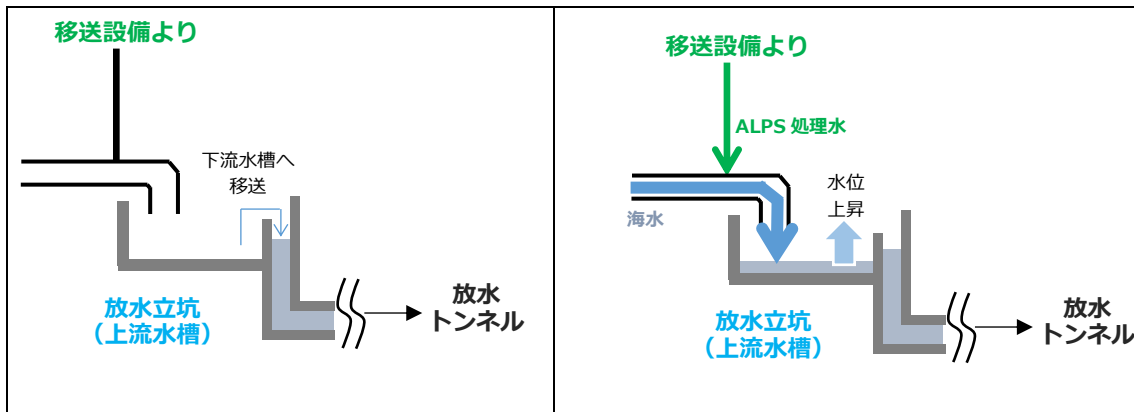 移送設備より
下流水槽へ
移送
放水立坑
（上流水槽）
放水
トンネル
移送設備より
ALPS 処理水
海水
水位
上昇
放水立坑
（上流水槽）
放水
トンネル